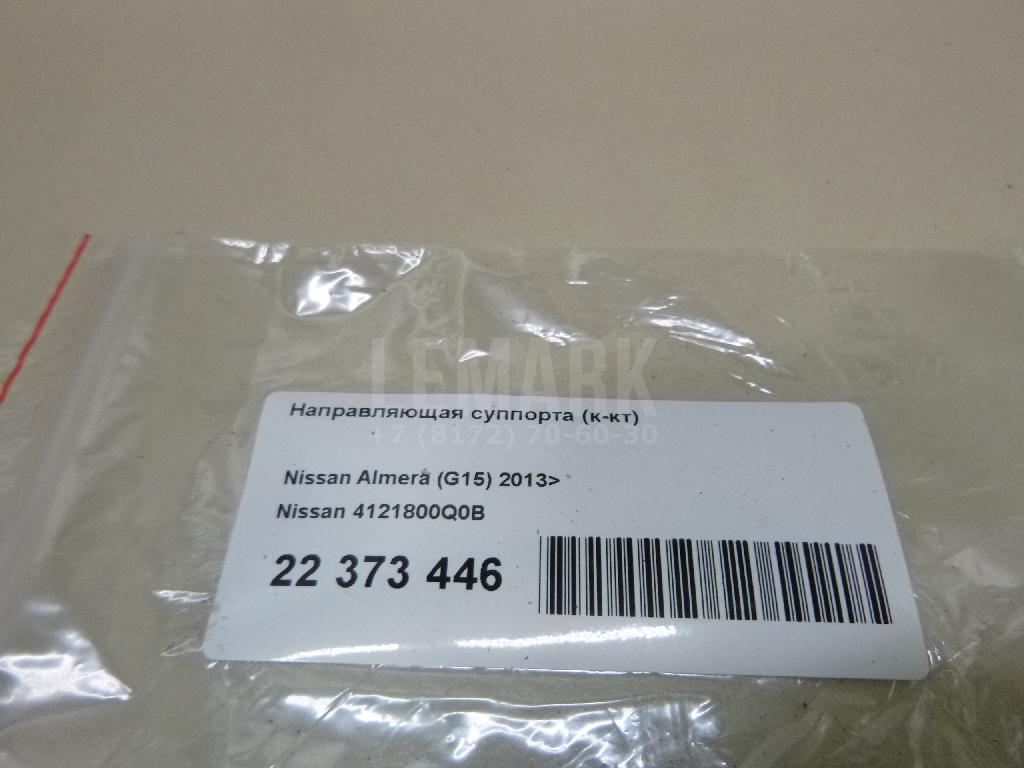 LEMARK
Направляющая суппорта (к-кт)
+7 (8172) 70-60-30
Nissan Almera (G15) 2013>
Nissan 4121800Q0B
22 373 446